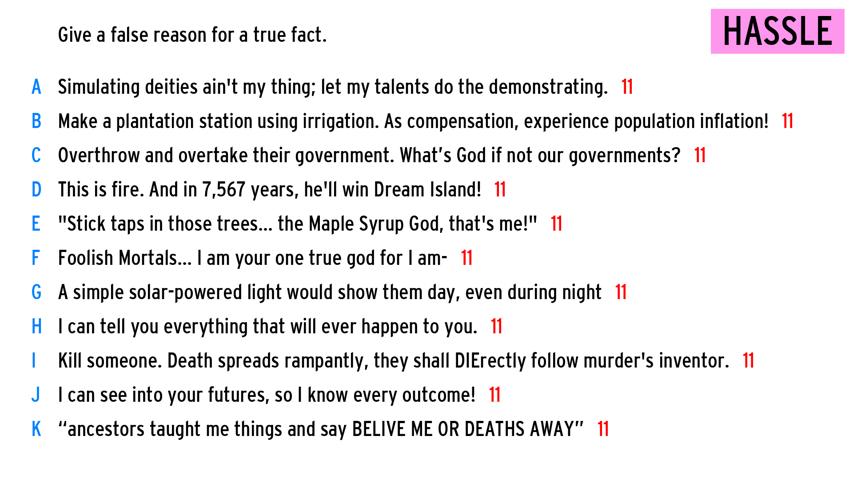 Give a false reason for a true fact.
HASSLE
A Simulating deities ain't my thing; let my talents do the demonstrating. 11
B Make a plantation station using irrigation. As compensation, experience population inflation! 11
C Overthrow and overtake their government. What’s God if not our governments? 11
D This is fire. And in 7,567 years, he'll win Dream Island! 11
E "Stick taps in those trees... the Maple Syrup God, that's me!" 11
F Foolish Mortals... I am your one true god for I am- 11
G A simple solar-powered light would show them day, even during night 11
H I can tell you everything that will ever happen to you. 11
I Kill someone. Death spreads rampantly, they shall DIErectly follow murder's inventor. 11
J I can see into your futures, so I know every outcome! 11
K “ancestors taught me things and say BELIVE ME OR DEATHS AWAY” 11